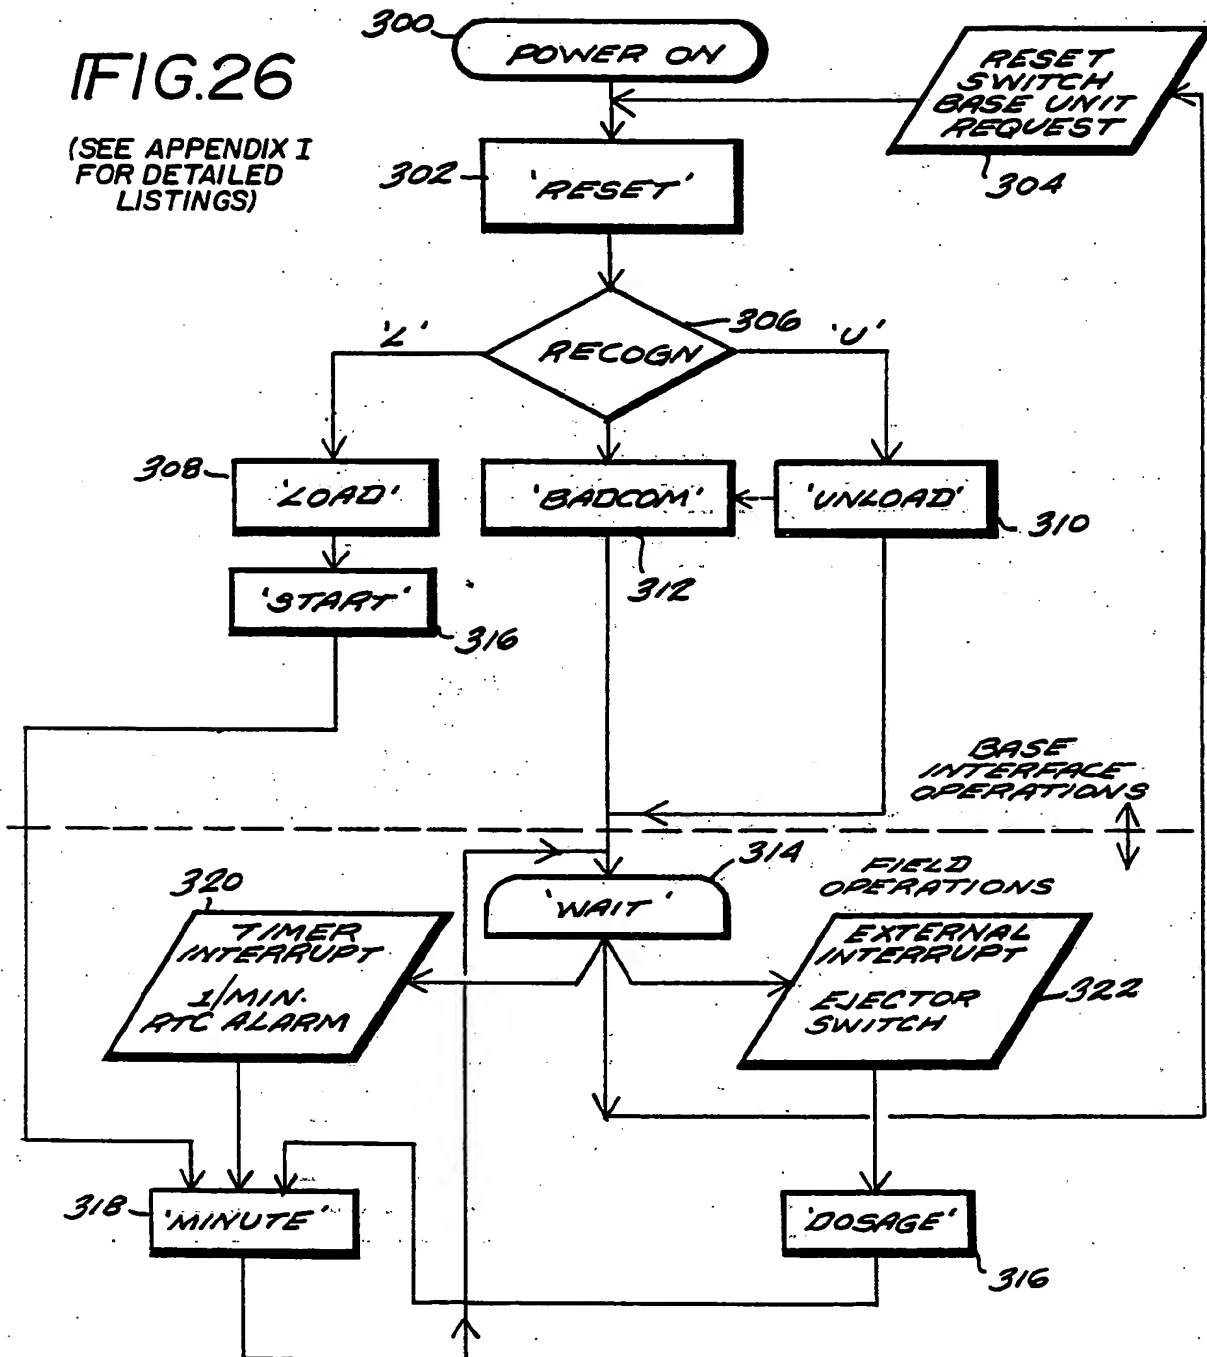 FIG.26
(SEE APPENDIX I
FOR DETAILED
LISTINGS)
300
POWER ON
RESET
SWITCH
BASE UNIT
REQUEST
304
302
'RESET'
306
'L'
RECOGN
'U'
308
'LOAD'
'BADCOM'
'UNLOAD'
310
312
'START'
316
BASE
INTERFACE
OPERATIONS
314
320
FIELD
OPERATIONS
'WAIT'
TIMER
INTERRUPT
1/MIN.
RTC ALARM
EXTERNAL
INTERRUPT
EJECTOR
SWITCH
322
318
'MINUTE'
'DOSAGE'
316